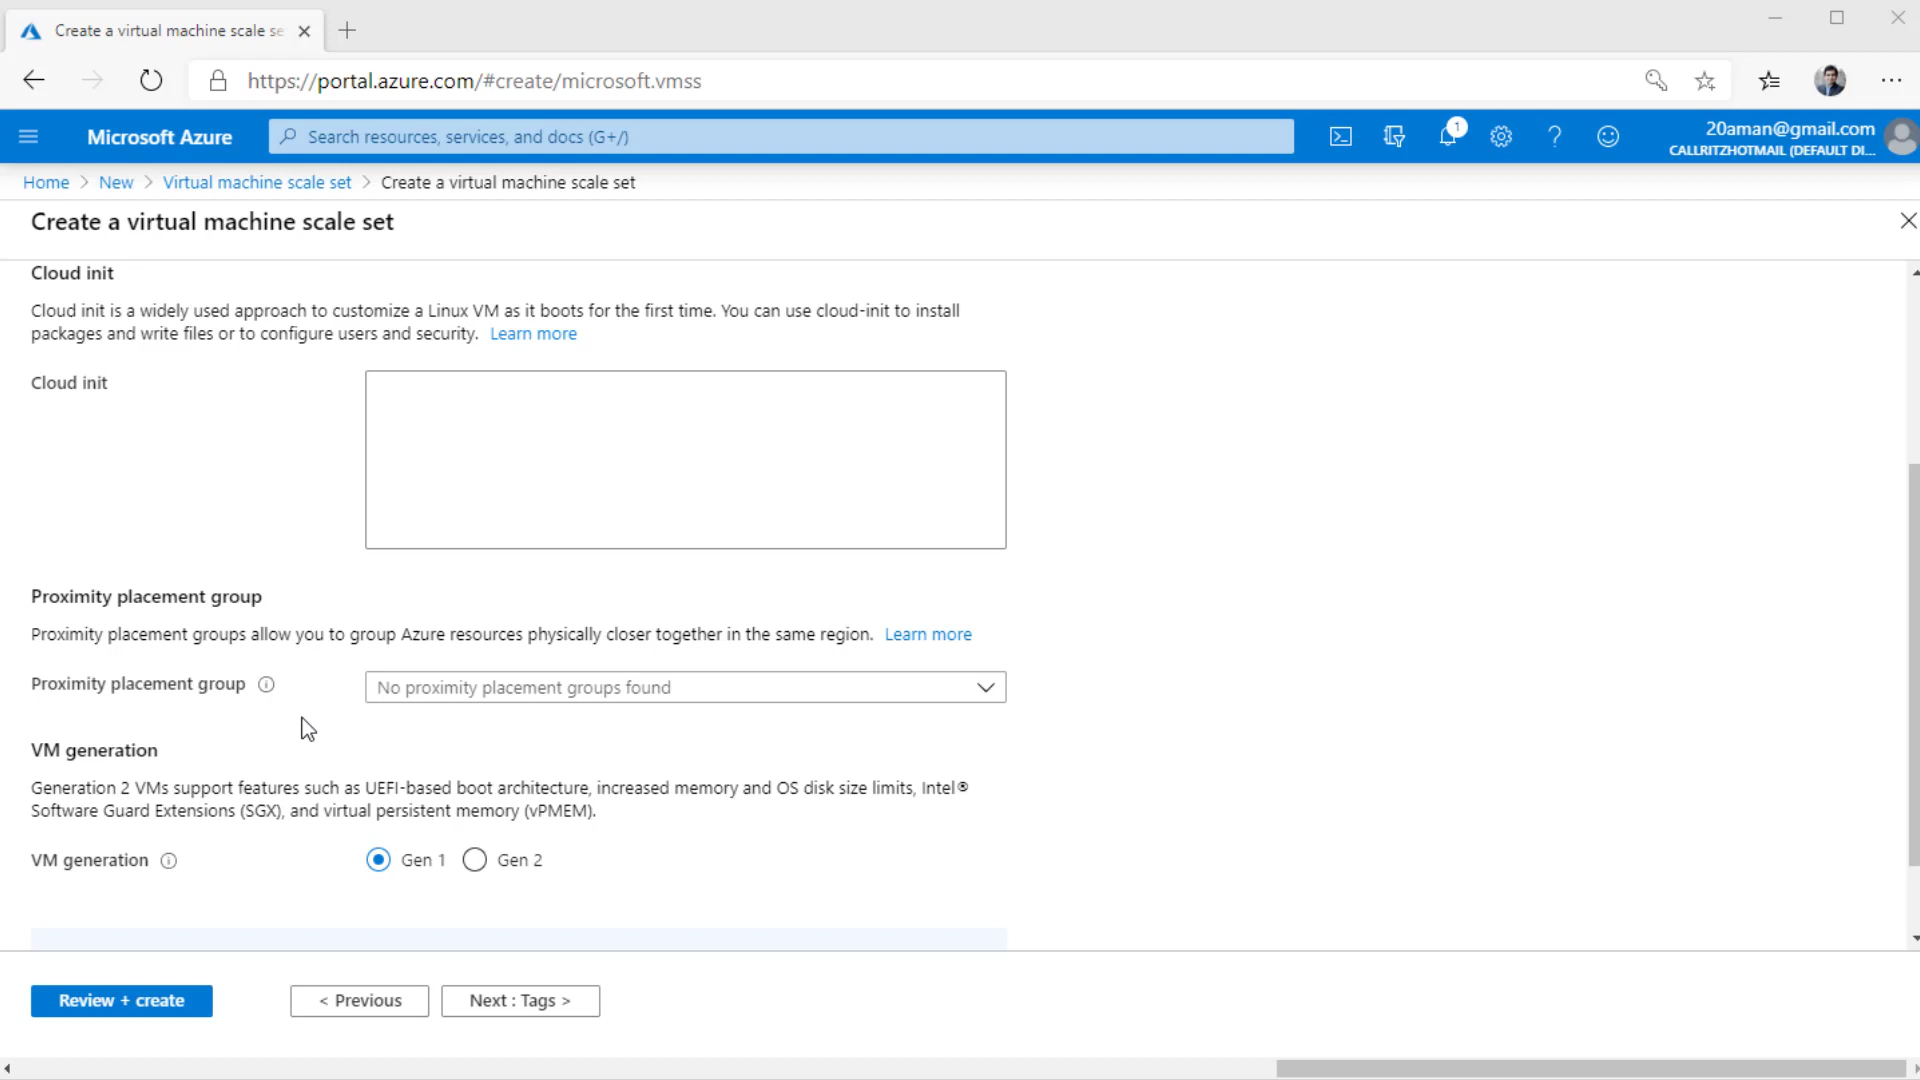 Create a virtual machine scale se
https://portal.azure.com/#create/microsoft.vmss
Microsoft Azure
Search resources, services, and docs (G+/)
1
20aman@gmail.com
CALLRITZHOTMAIL (DEFAULT DI...
Home > New > Virtual machine scale set > Create a virtual machine scale set
Create a virtual machine scale set
Cloud init
Cloud init is a widely used approach to customize a Linux VM as it boots for the first time. You can use cloud-init to install
packages and write files or to configure users and security. Learn more
Cloud init
Proximity placement group
Proximity placement groups allow you to group Azure resources physically closer together in the same region. Learn more
Proximity placement group
No proximity placement groups found
VM generation
Generation 2 VMs support features such as UEFI-based boot architecture, increased memory and OS disk size limits, Intel®
Software Guard Extensions (SGX), and virtual persistent memory (vPMEM).
VM generation
Gen 1
Gen 2
Review + create
< Previous
Next : Tags >